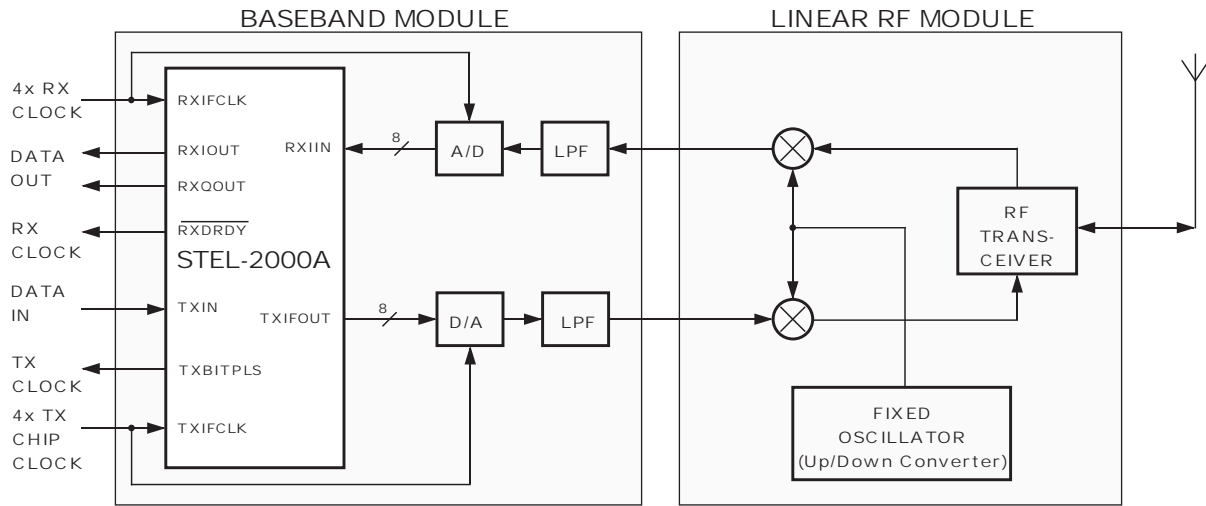 BASEBAND MODULE
LINEAR RF MODULE
4x RX
CLOCK
DATA
OUT
RX
CLOCK
DATA
IN
TX
CLOCK
4x TX
CHIP
CLOCK
RXIFCLK
RXIOUT
RXQOUT
RXDRDY
STEL-2000A
TXIN
TXBITPLS
TXIFCLK
RXIIN
TXIFOUT
8
A/D
LPF
8
D/A
LPF
RF
TRANS-
CEIVER
FIXED
OSCILLATOR
(Up/Down Converter)